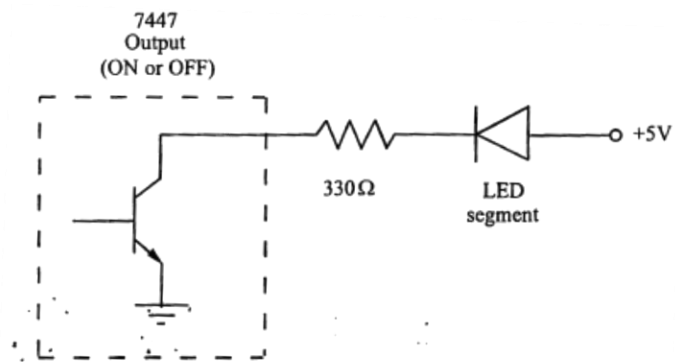 7447
Output
(ON or OFF)
+5V
330Ω
LED
segment